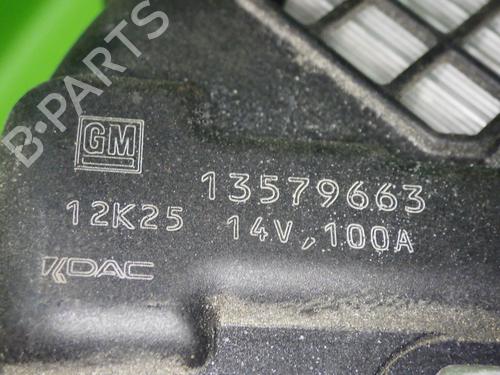 B-PARTS
GM
13579663
12K25 14V, 100A
KDAC